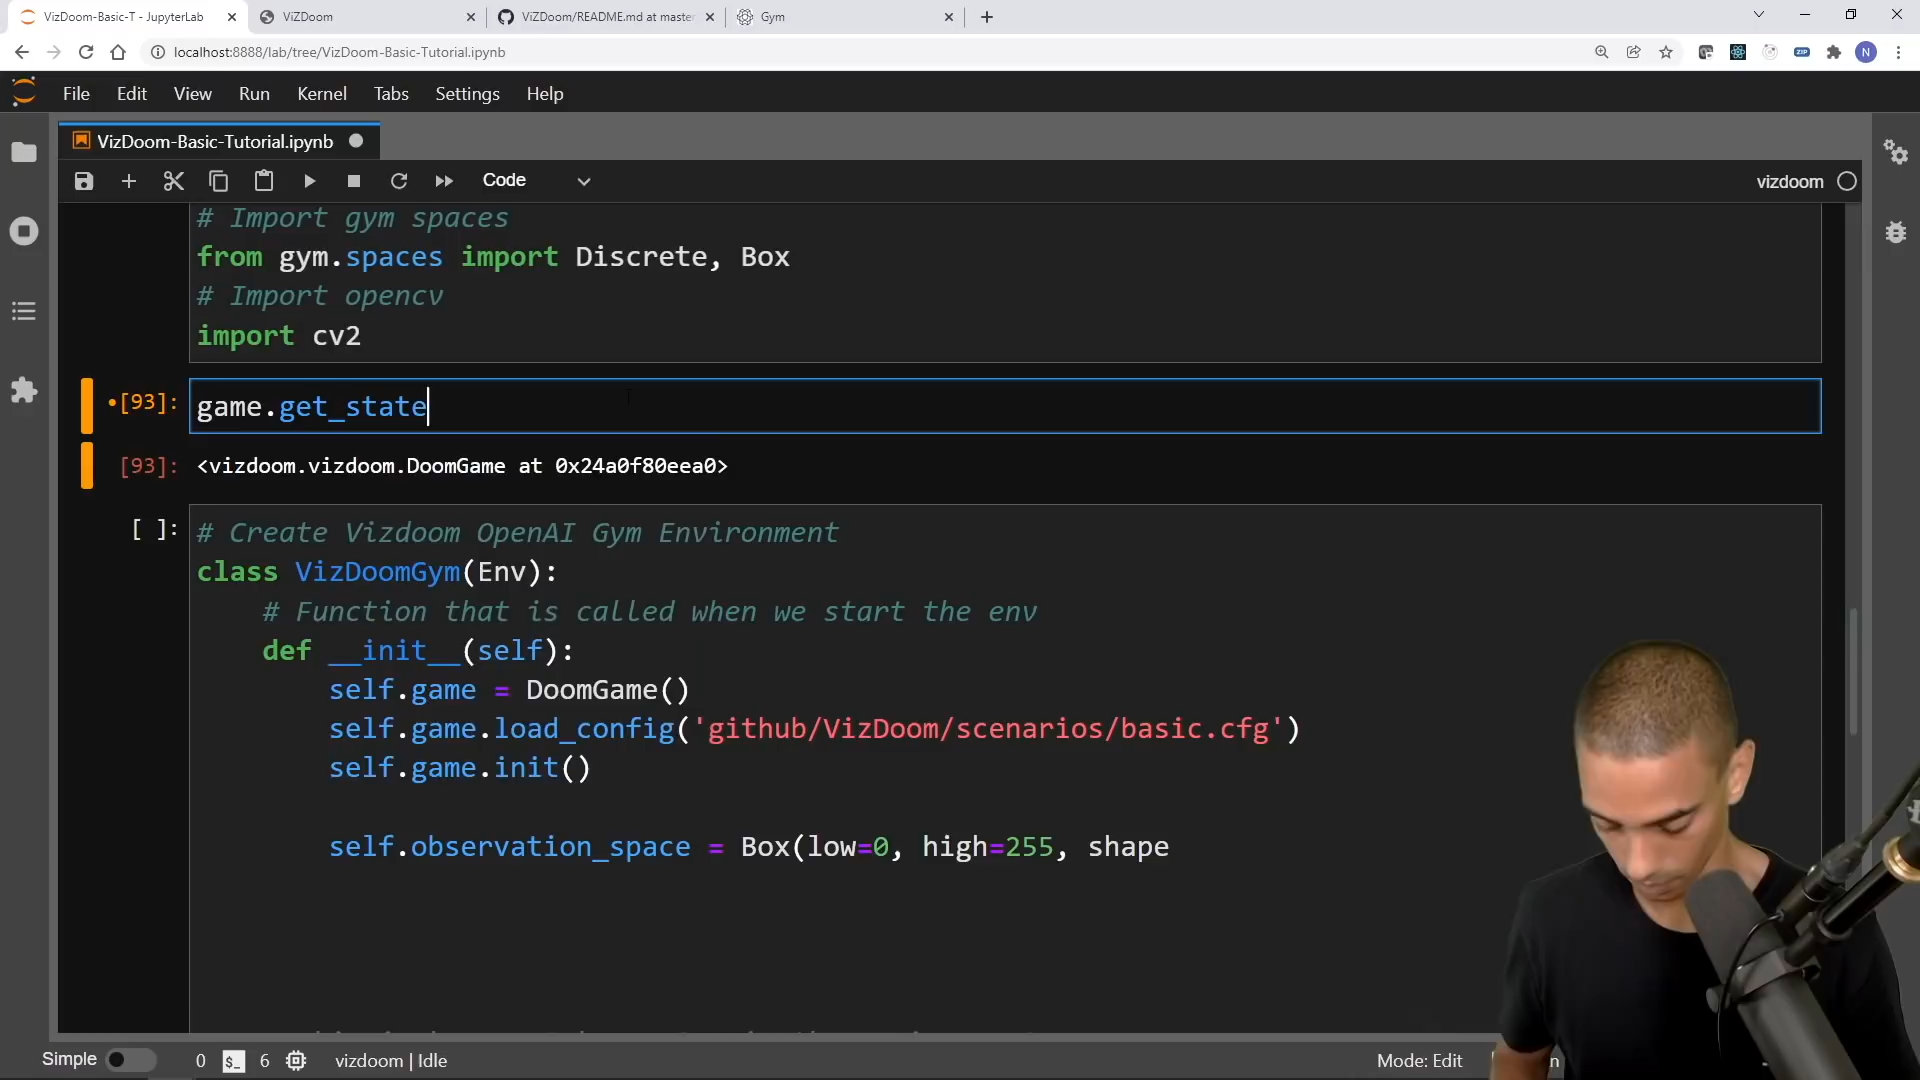 VizDoom-Basic-T - JupyterLab
ViZDoom
ViZDoom/README.md at master
Gym
localhost:8888/lab/tree/VizDoom-Basic-Tutorial.ipynb
ZIP
N
File Edit View Run Kernel Tabs Settings Help
VizDoom-Basic-Tutorial.ipynb
Code
vizdoom
# Import gym spaces
from gym.spaces import Discrete, Box
# Import opencv
import cv2
•[93]: game.get_state
[93]: <vizdoom.vizdoom.DoomGame at 0x24a0f80eea0>
[ ]: # Create Vizdoom OpenAI Gym Environment
class VizDoomGym(Env):
# Function that is called when we start the env
def __init__(self):
self.game = DoomGame()
self.game.load_config('github/VizDoom/scenarios/basic.cfg')
self.game.init()
self.observation_space = Box(low=0, high=255, shape
Simple 0 $_ 6 vizdoom | Idle Mode: Edit